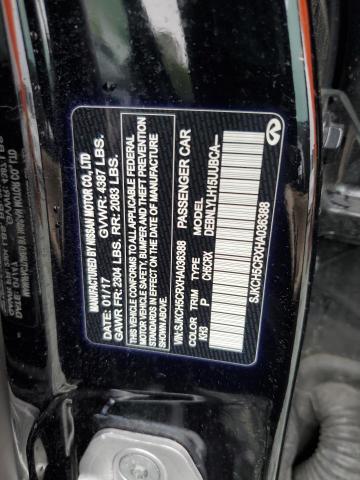 MANUFACTURED BY NISSAN MOTOR CO., LTD
DATE: 01/17 GVWR: 4387 LBS.
GAWR FR: 2304 LBS. RR: 2083 LBS.
THIS VEHICLE CONFORMS TO ALL APPLICABLE FEDERAL
MOTOR VEHICLE SAFETY, BUMPER, AND THEFT PREVENTION
STANDARDS IN EFFECT ON THE DATE OF MANUFACTURE
SHOWN ABOVE.
VIN:SJKCH5CRXHA036388 PASSENGER CAR
COLOR TRIM TYPE MODEL
KH3 P CH5CRX DEBNLYLH15UUBCA-----
SJKCH5CRXHA036388